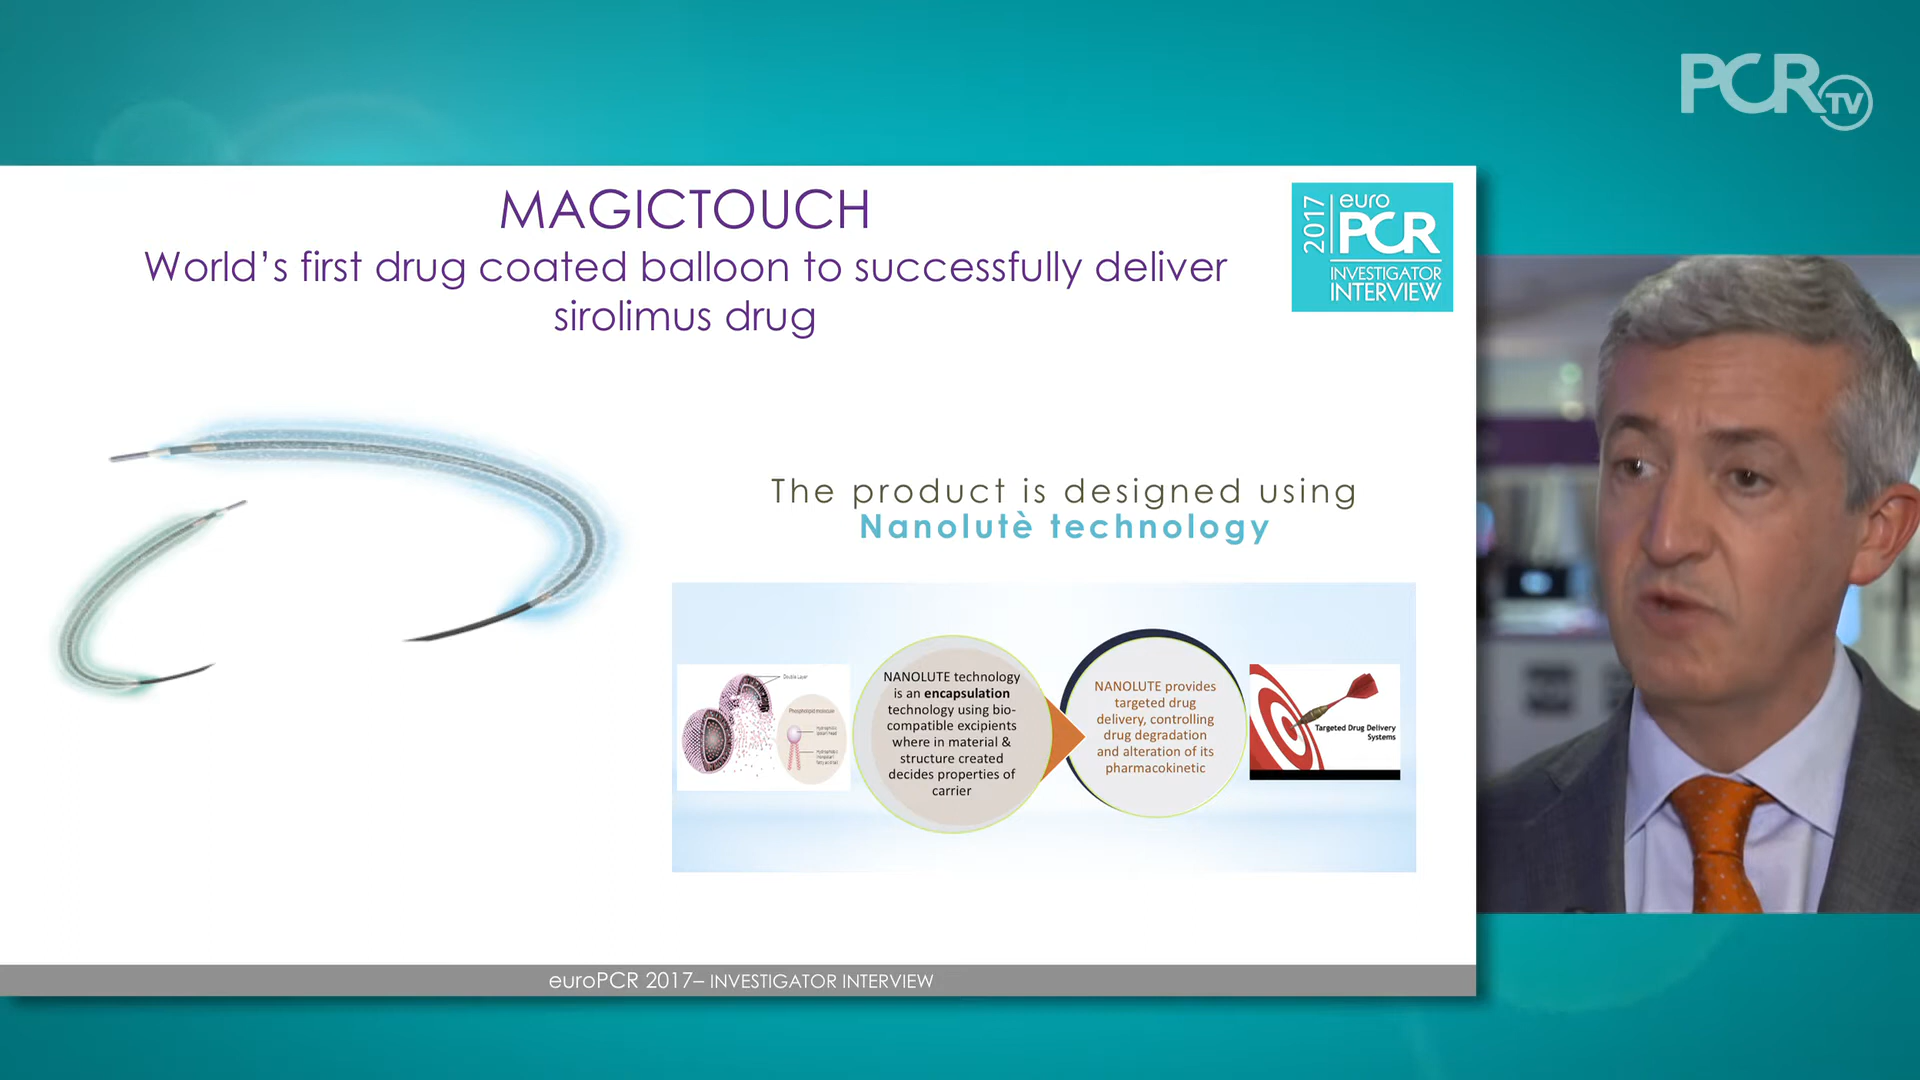 PCR TV
MAGICTOUCH
World's first drug coated balloon to successfully deliver
sirolimus drug
2017
euro
PCR
INVESTIGATOR
INTERVIEW
The product is designed using
Nanolutè technology
Double Layer
Phospholipid molecule
NANOLUTE technology
is an encapsulation
technology using bio-
compatible excipients
where in material &
structure created
decides properties of
carrier
NANOLUTE provides
targeted drug
delivery, controlling
drug degradation
and alteration of its
pharmacokinetic
Targeted Drug Delivery
Systems
euroPCR 2017– INVESTIGATOR INTERVIEW